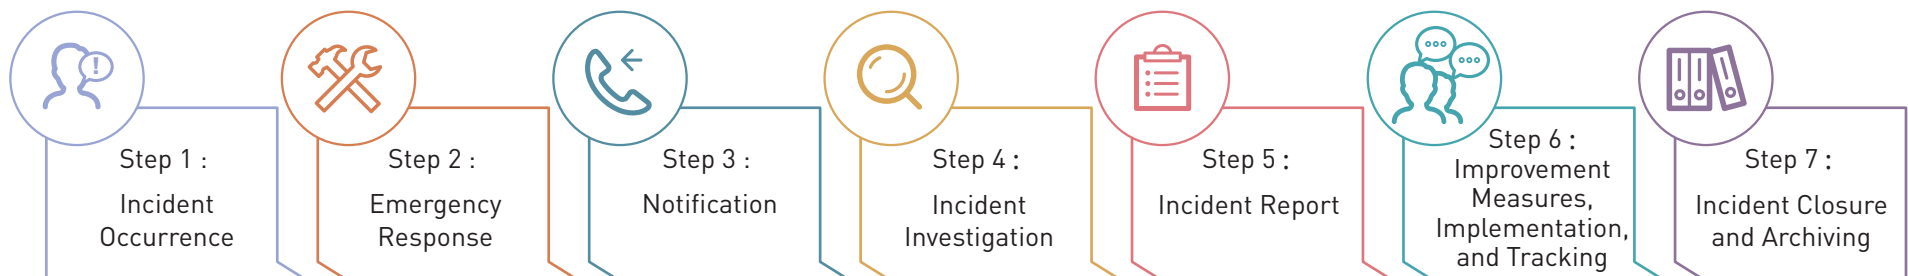 Step 1 :
Incident
Occurrence
Step 2 :
Emergency
Response
Step 3 :
Notification
Step 4 :
Incident
Investigation
Step 5 :
Incident Report
Step 6 :
Improvement
Measures,
Implementation,
and Tracking
Step 7 :
Incident Closure
and Archiving